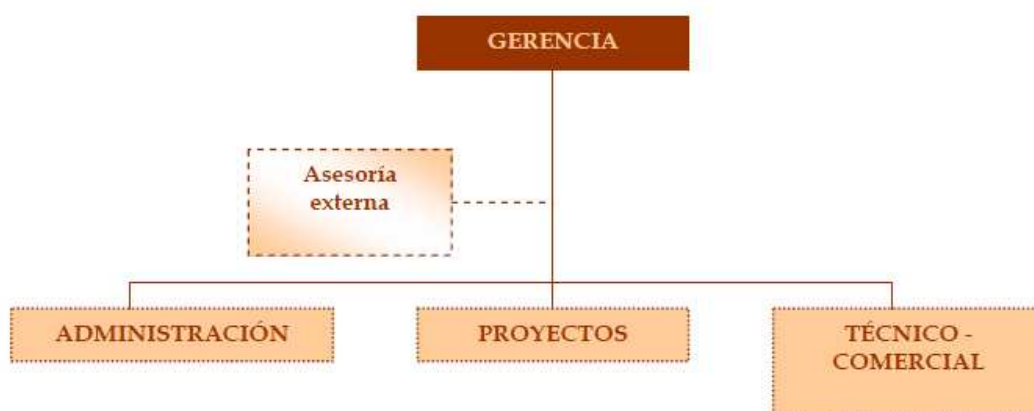 GERENCIA
Asesoría
externa
ADMINISTRACIÓN
PROYECTOS
TÉCNICO -
COMERCIAL